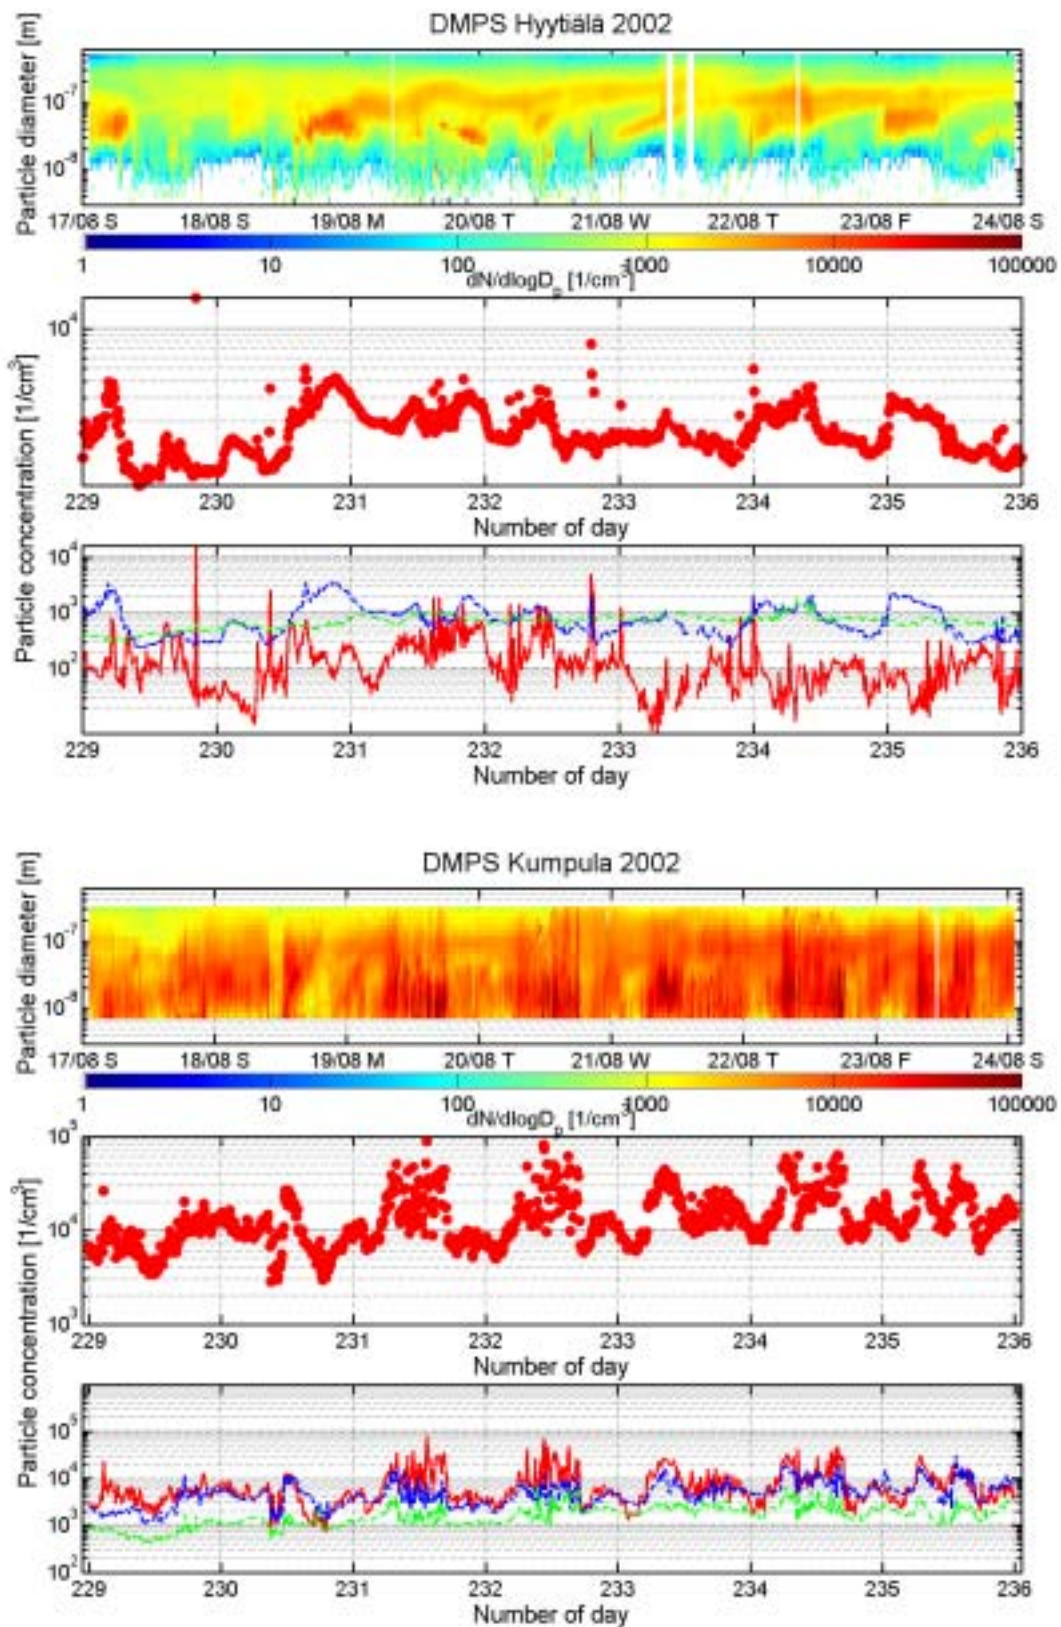 DMPS Hyytiälä 2002
Particle diameter [m]
10^-7
10^-8
17/08 S 18/08 S 19/08 M 20/08 T 21/08 W 22/08 T 23/08 F 24/08 S
1 10 100 1000 10000 100000
dN/dlogD_p [1/cm^3]
Particle concentration [1/cm^3]
10^4
229 230 231 232 233 234 235 236
Number of day
10^4
10^3
10^2
229 230 231 232 233 234 235 236
Number of day
DMPS Kumpula 2002
Particle diameter [m]
10^-7
10^-8
17/08 S 18/08 S 19/08 M 20/08 T 21/08 W 22/08 T 23/08 F 24/08 S
1 10 100 1000 10000 100000
dN/dlogD_p [1/cm^3]
Particle concentration [1/cm^3]
10^5
10^4
10^3
229 230 231 232 233 234 235 236
Number of day
10^5
10^4
10^3
10^2
229 230 231 232 233 234 235 236
Number of day